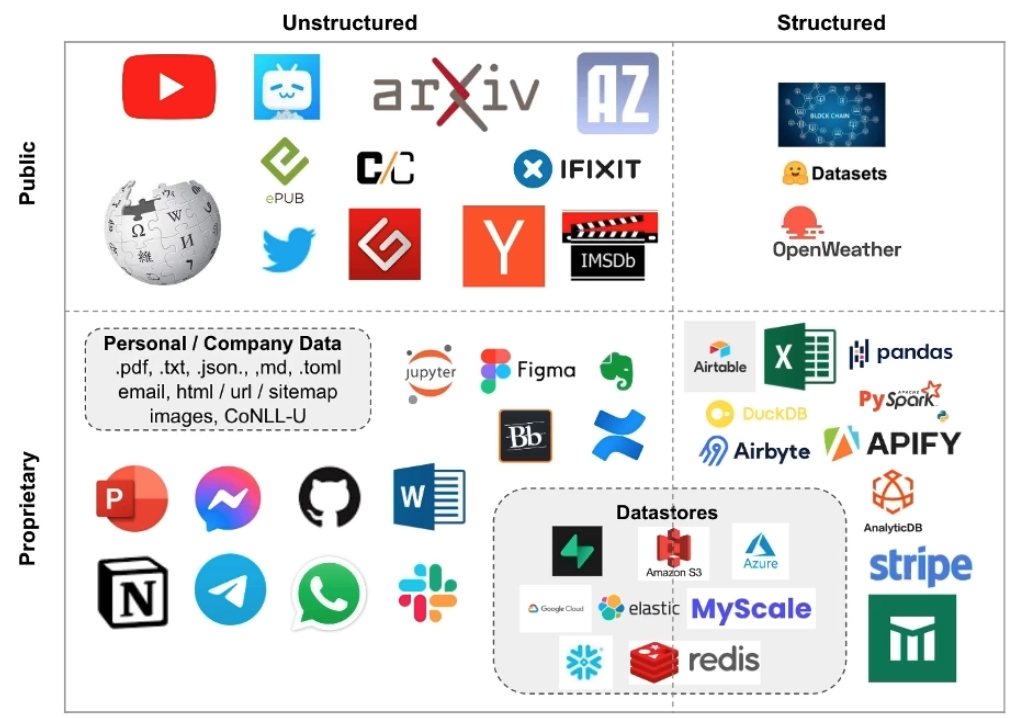 Unstructured
Structured
Public
arXiv
AZ
BLOCK CHAIN
ePUB
C/C
IFIXIT
Datasets
Ω W И 維
Y
IMSDb
OpenWeather
Proprietary
Personal / Company Data
.pdf, .txt, .json., ,md, .toml
email, html / url / sitemap
images, CoNLL-U
jupyter
Figma
Airtable
X
pandas
APACHE
PySpark
DuckDB
Bb
Airbyte
APIFY
P
W
AnalyticDB
Datastores
Amazon S3
Azure
stripe
N
Google Cloud
elastic
MyScale
redis